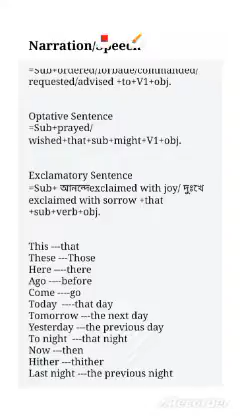 Narration/Speech
=Sub+ordered/forbade/commanded/
requested/advised +to+V1+obj.
Optative Sentence
=Sub+prayed/
wished+that+sub+might+V1+obj.
Exclamatory Sentence
=Sub+ আনন্দেexclaimed with joy/ দুঃখে
exclaimed with sorrow +that
+sub+verb+obj.
This ---that
These ---Those
Here ----there
Ago ----before
Come ----go
Today ----that day
Tomorrow ---the next day
Yesterday ---the previous day
To night ---that night
Now ---then
Hither ---thither
Last night ---the previous night
Recorder